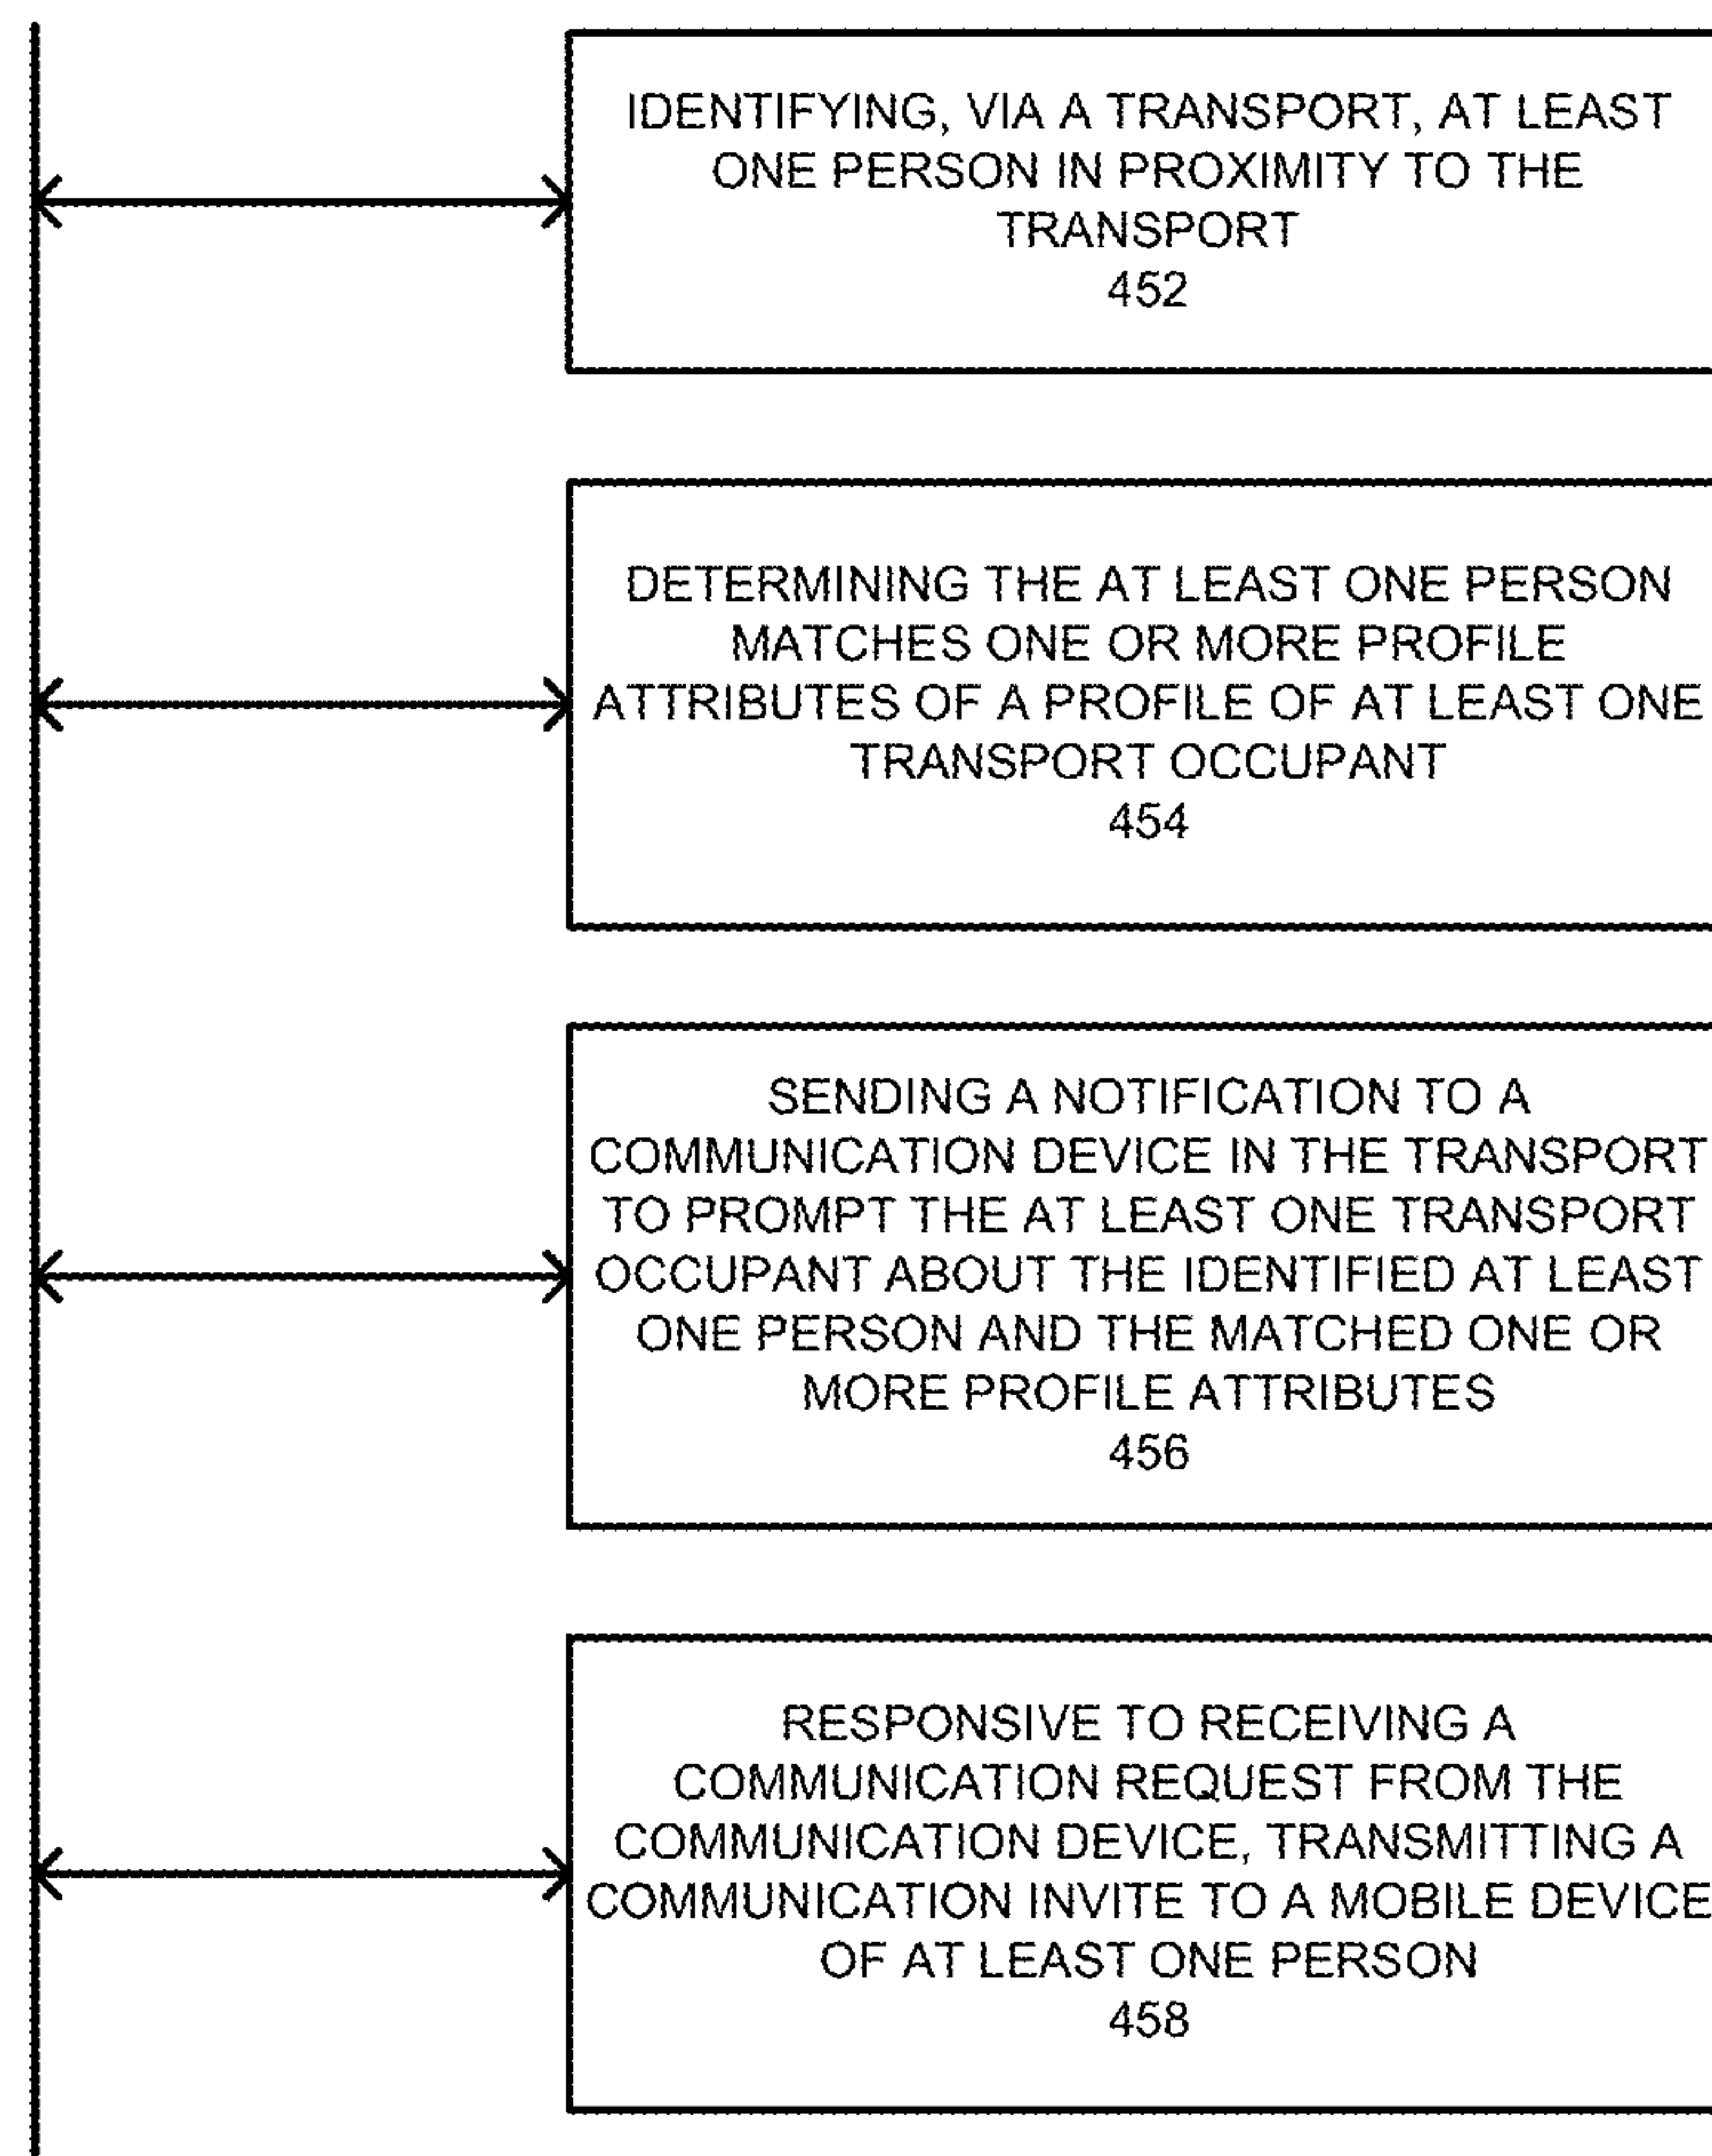 IDENTIFYING, VIA A TRANSPORT, AT LEAST
ONE PERSON IN PROXIMITY TO THE
TRANSPORT
452
DETERMINING THE AT LEAST ONE PERSON
MATCHES ONE OR MORE PROFILE
ATTRIBUTES OF A PROFILE OF AT LEAST ONE
TRANSPORT OCCUPANT
454
SENDING A NOTIFICATION TO A
COMMUNICATION DEVICE IN THE TRANSPORT
TO PROMPT THE AT LEAST ONE TRANSPORT
OCCUPANT ABOUT THE IDENTIFIED AT LEAST
ONE PERSON AND THE MATCHED ONE OR
MORE PROFILE ATTRIBUTES
456
RESPONSIVE TO RECEIVING A
COMMUNICATION REQUEST FROM THE
COMMUNICATION DEVICE, TRANSMITTING A
COMMUNICATION INVITE TO A MOBILE DEVICE
OF AT LEAST ONE PERSON
458